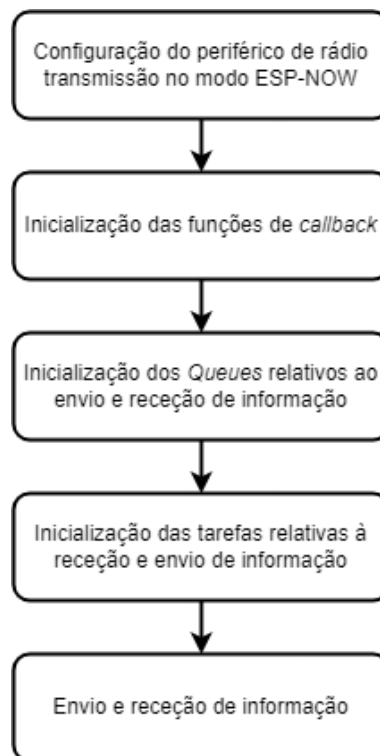 Configuração do periférico de rádio
transmissão no modo ESP-NOW
Inicialização das funções de callback
Inicialização dos Queues relativos ao
envio e receção de informação
Inicialização das tarefas relativas à
receção e envio de informação
Envio e receção de informação